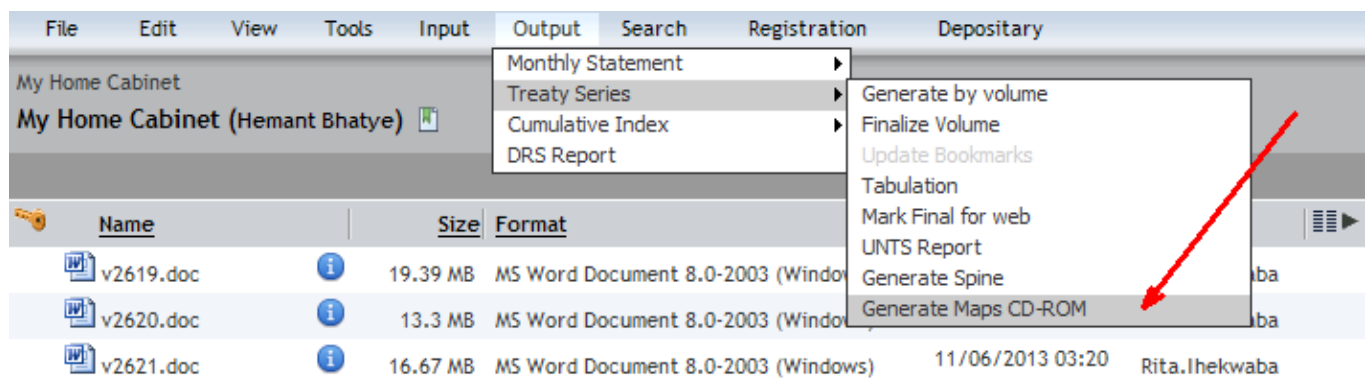 File Edit View Tools Input Output Search Registration Depositary
My Home Cabinet
My Home Cabinet (Hemant Bhatye)
Monthly Statement
Treaty Series
Cumulative Index
DRS Report
Generate by volume
Finalize Volume
Update Bookmarks
Tabulation
Mark Final for web
UNTS Report
Generate Spine
Generate Maps CD-ROM
Name Size Format
v2619.doc 19.39 MB MS Word Document 8.0-2003 (Window
v2620.doc 13.3 MB MS Word Document 8.0-2003 (Window
v2621.doc 16.67 MB MS Word Document 8.0-2003 (Windows) 11/06/2013 03:20 Rita.Ihekwaba